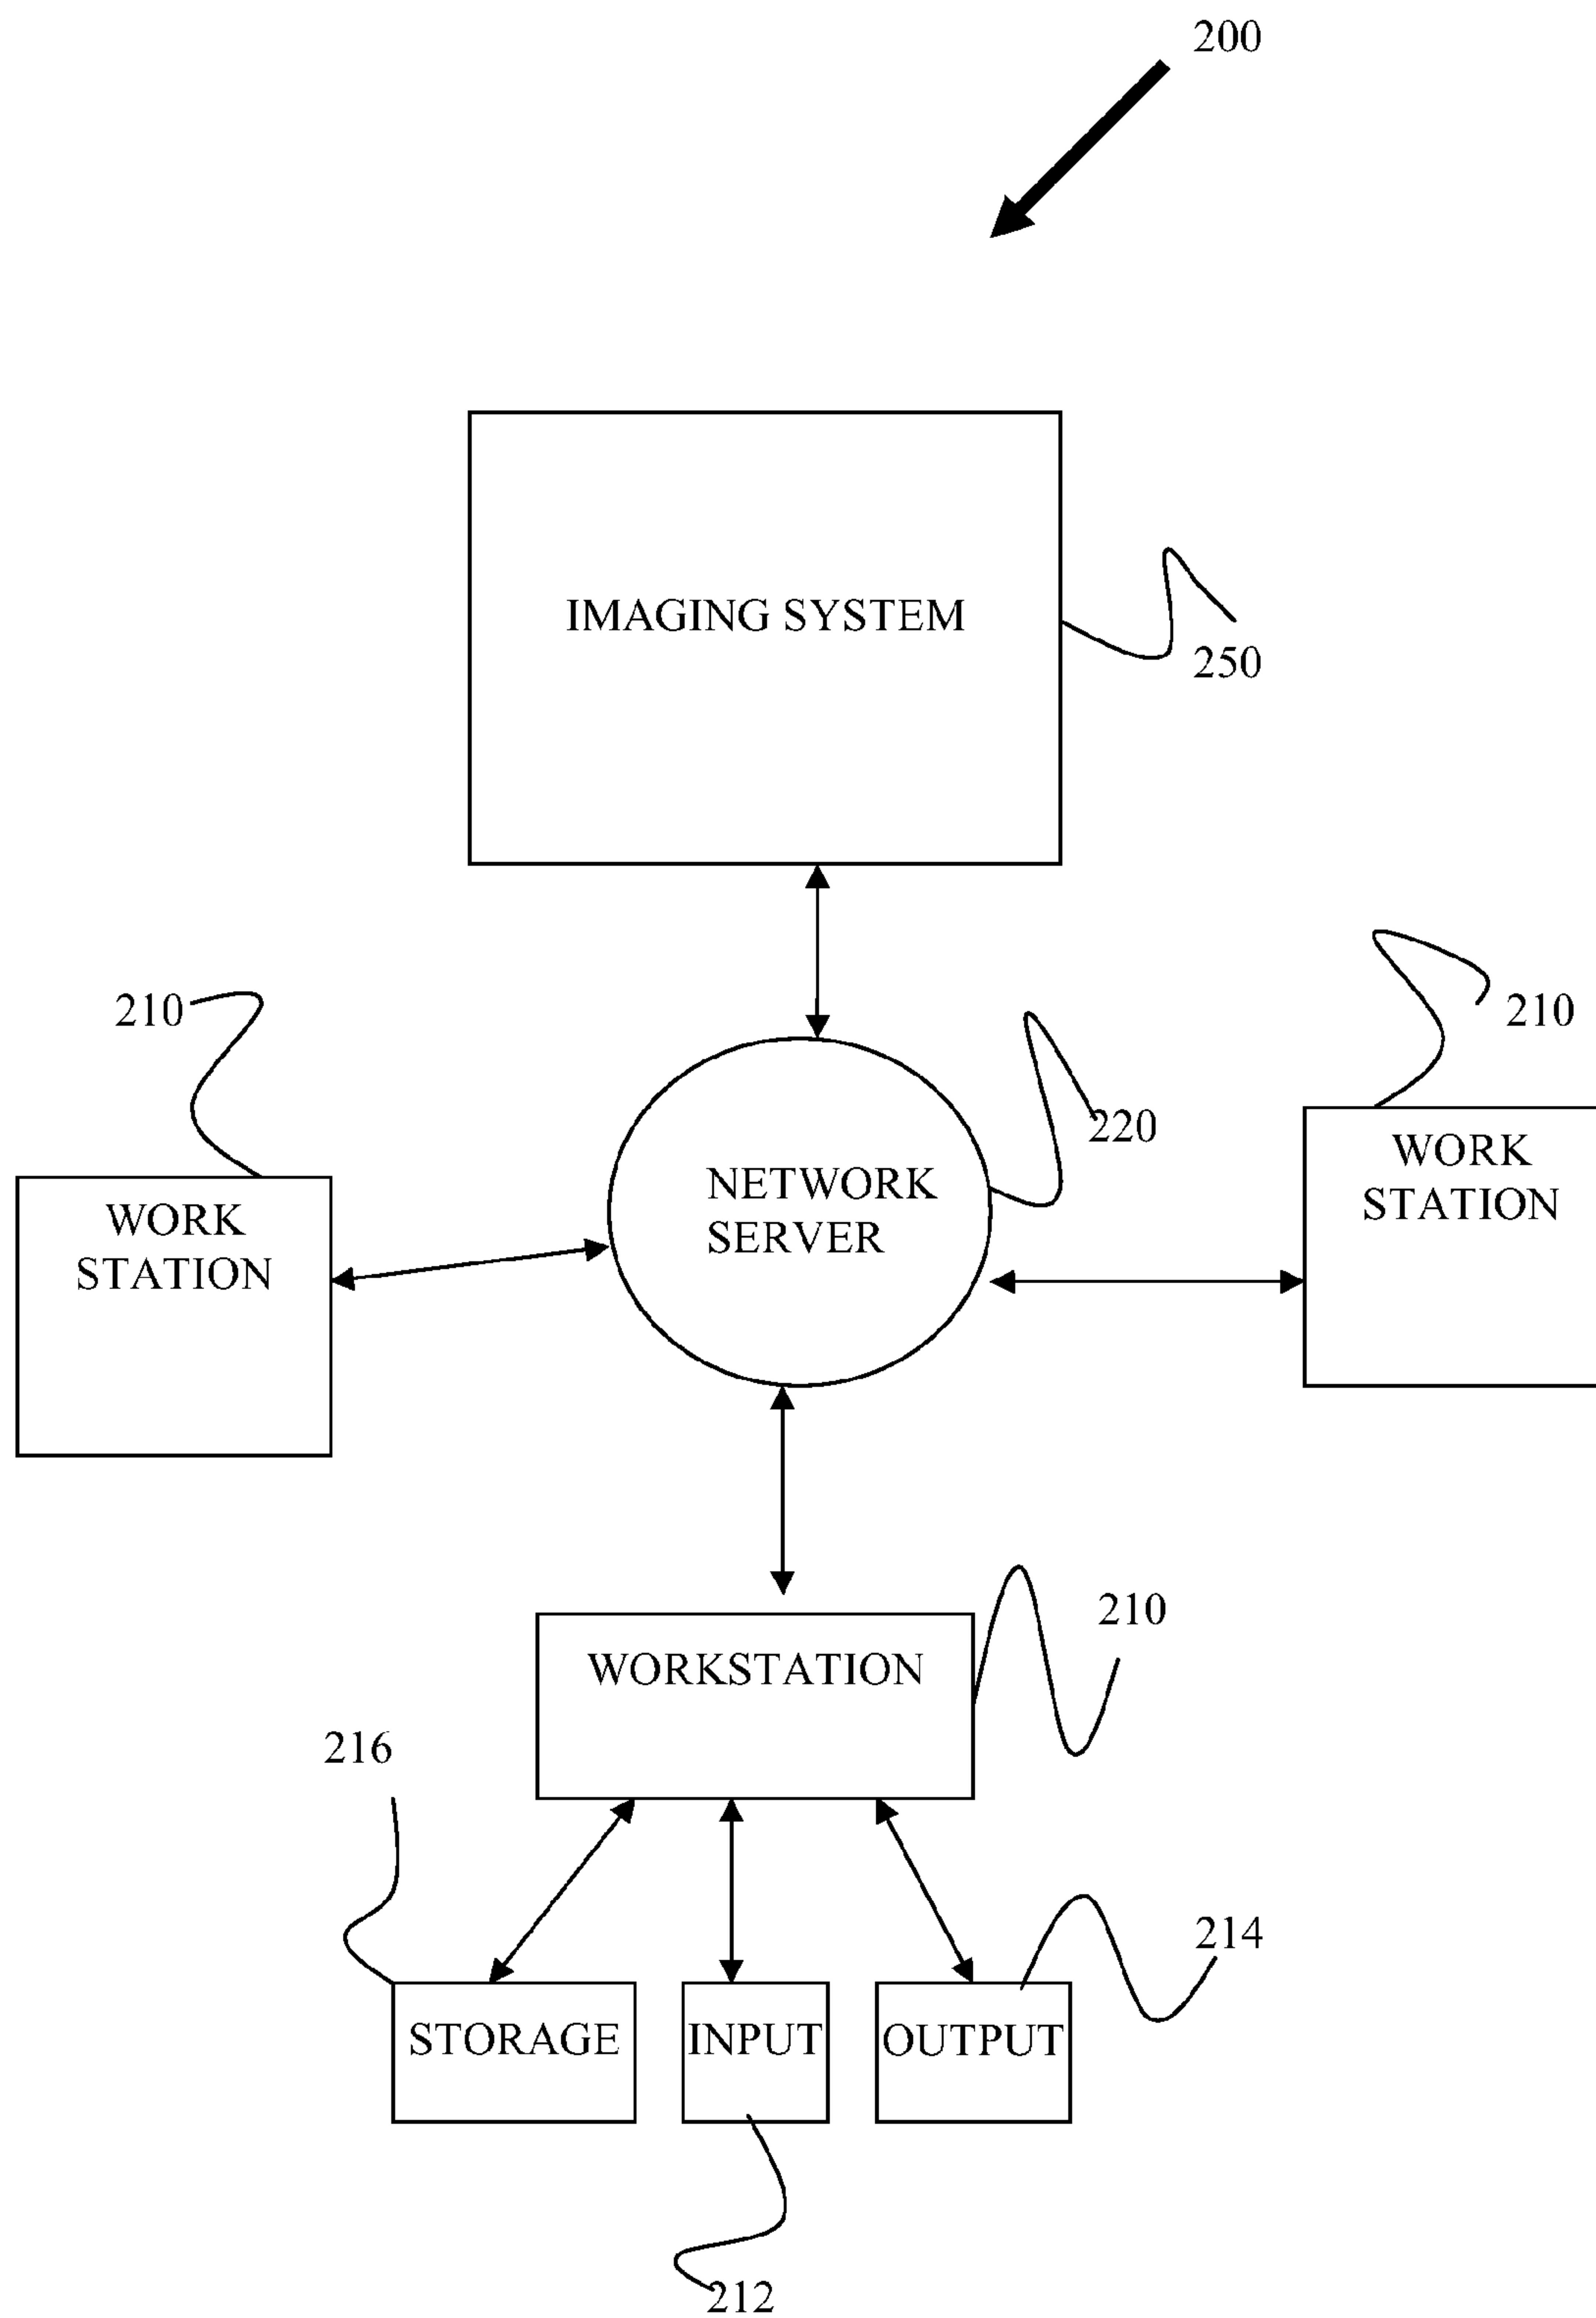 200
IMAGING SYSTEM
250
210
210
220
NETWORK
SERVER
WORK
STATION
WORK
STATION
210
WORKSTATION
216
214
STORAGE
INPUT
OUTPUT
212